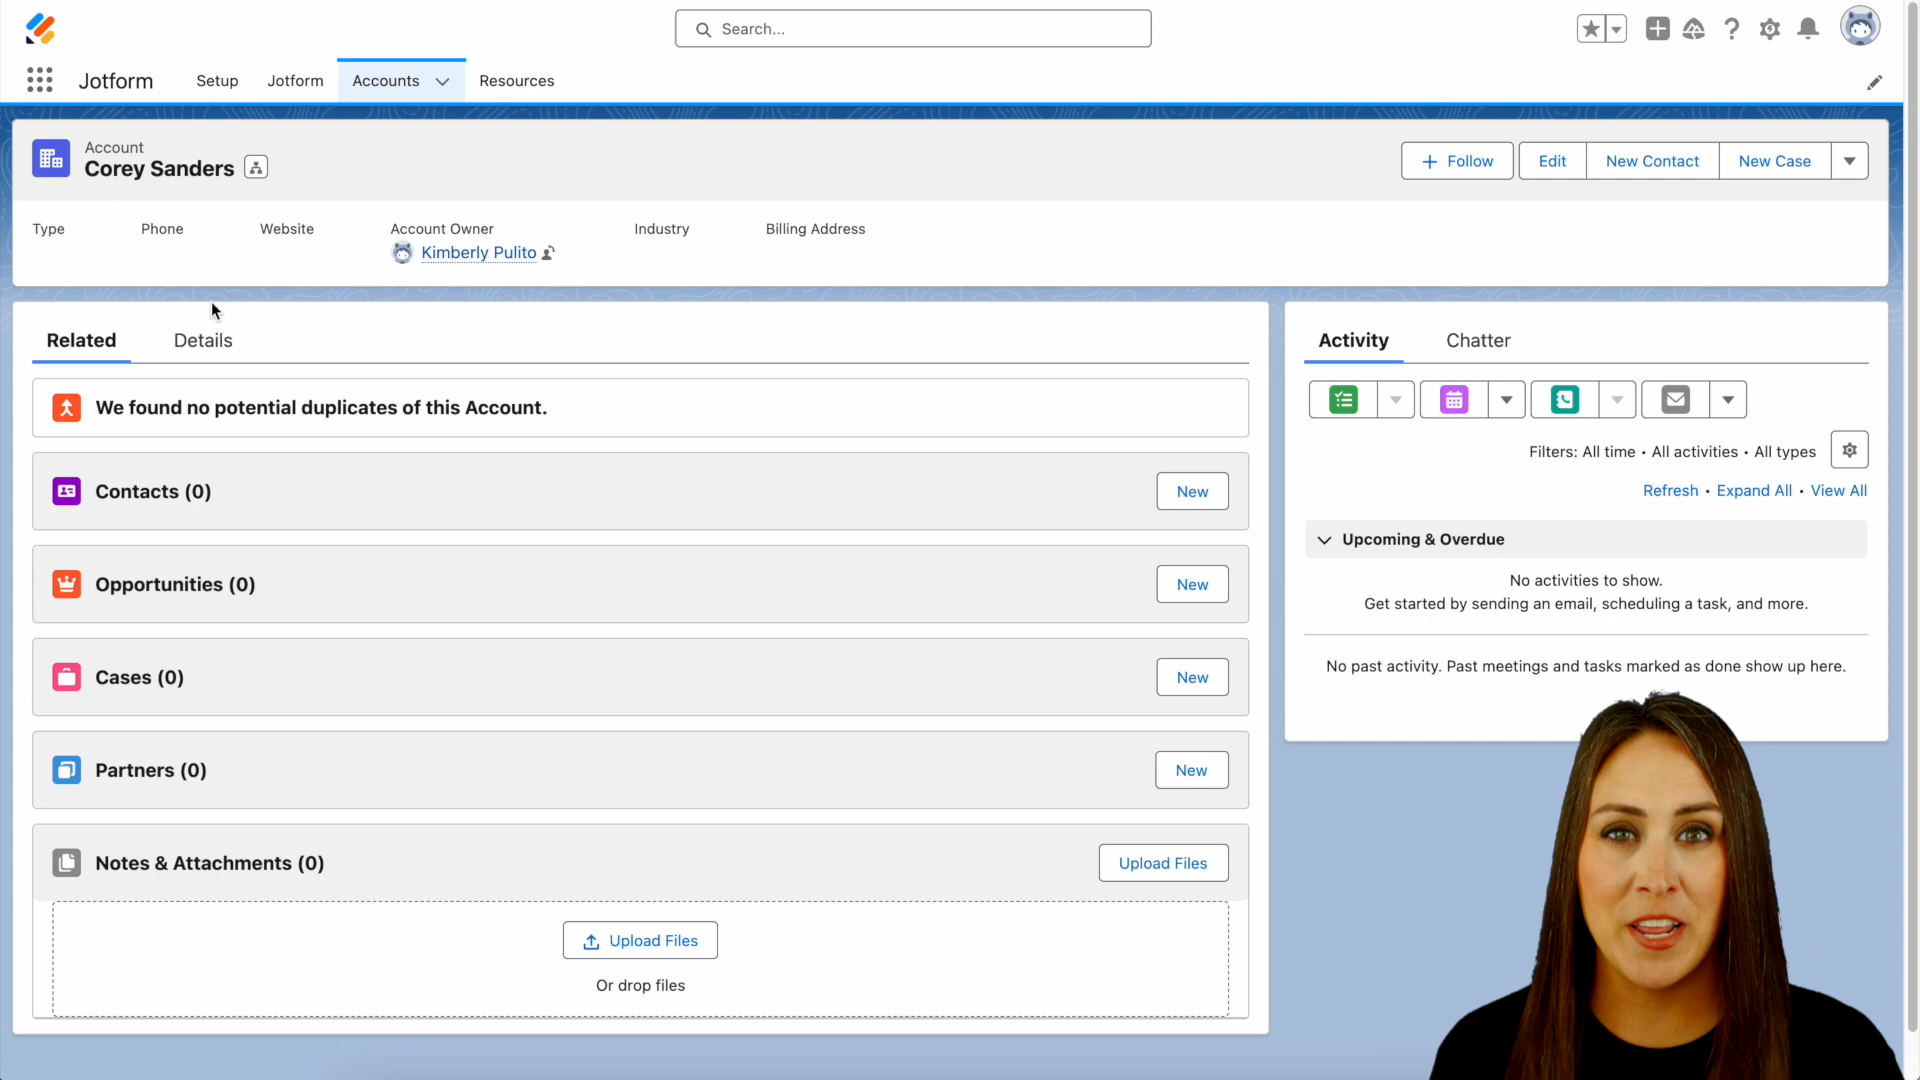 Search...
Jotform
Setup
Jotform
Accounts
Resources
Account
Corey Sanders
Follow
Edit
New Contact
New Case
Type
Phone
Website
Account Owner
Industry
Billing Address
Kimberly Pulito
Related
Details
We found no potential duplicates of this Account.
Contacts (0)
New
Opportunities (0)
New
Cases (0)
New
Partners (0)
New
Notes & Attachments (0)
Upload Files
Upload Files
Or drop files
Activity
Chatter
Filters: All time • All activities • All types
Refresh • Expand All • View All
Upcoming & Overdue
No activities to show.
Get started by sending an email, scheduling a task, and more.
No past activity. Past meetings and tasks marked as done show up here.